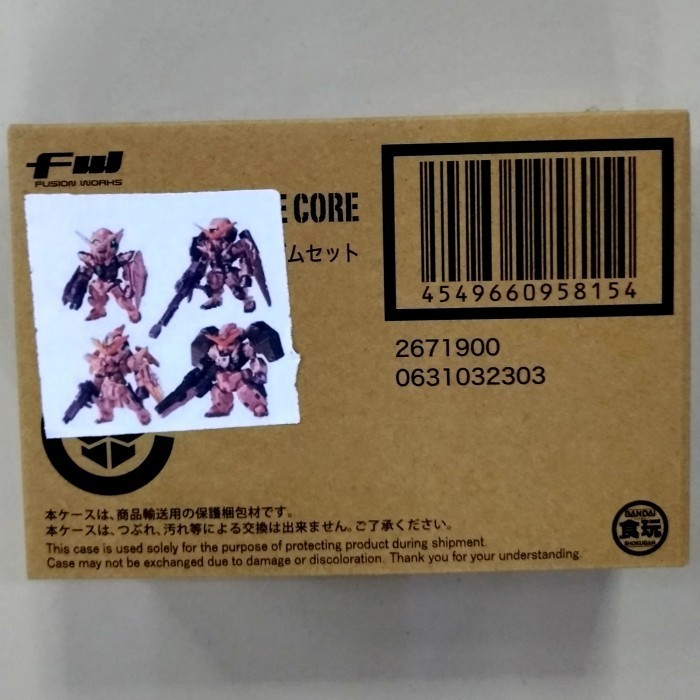 FW
FUSION WORKS
E CORE
ムセット
4549660958154
2671900
0631032303
本ケースは、商品輸送用の保護梱包材です。
本ケースは、つぶれ、汚れ等による交換は出来ません。ご了承ください。
This case is used solely for the purpose of protecting product during shipment.
Case may not be exchanged due to damage or discoloration. Thank you for your understanding.
BANDAI
食玩
SHOKUGAN